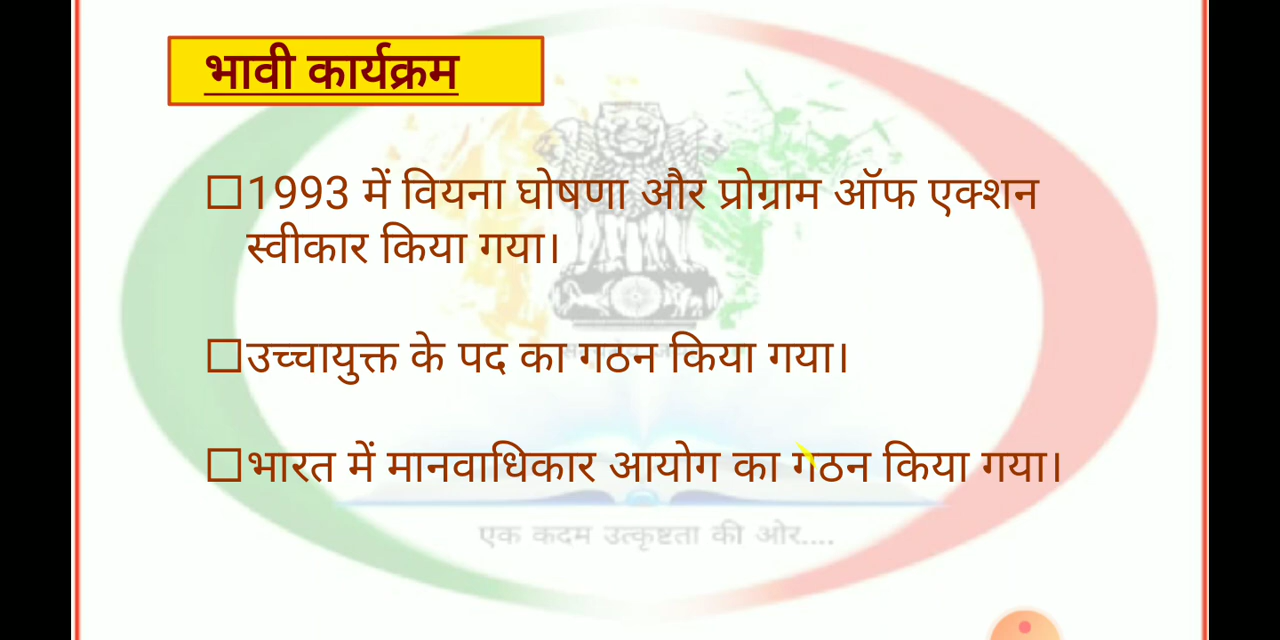 भावी कार्यक्रम
□1993 में वियना घोषणा और प्रोग्राम ऑफ एक्शन
स्वीकार किया गया।
□उच्चायुक्त के पद का गठन किया गया।
□भारत में मानवाधिकार आयोग का गठन किया गया।
एक कदम उत्कृष्टता की ओर....